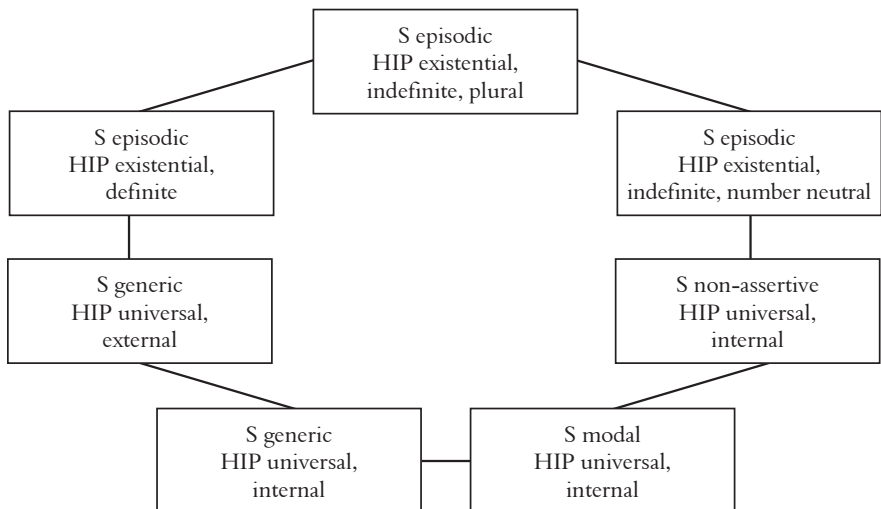 S episodic
HIP existential,
indefinite, plural
S episodic
HIP existential,
definite
S episodic
HIP existential,
indefinite, number neutral
S generic
HIP universal,
external
S non-assertive
HIP universal,
internal
S generic
HIP universal,
internal
S modal
HIP universal,
internal